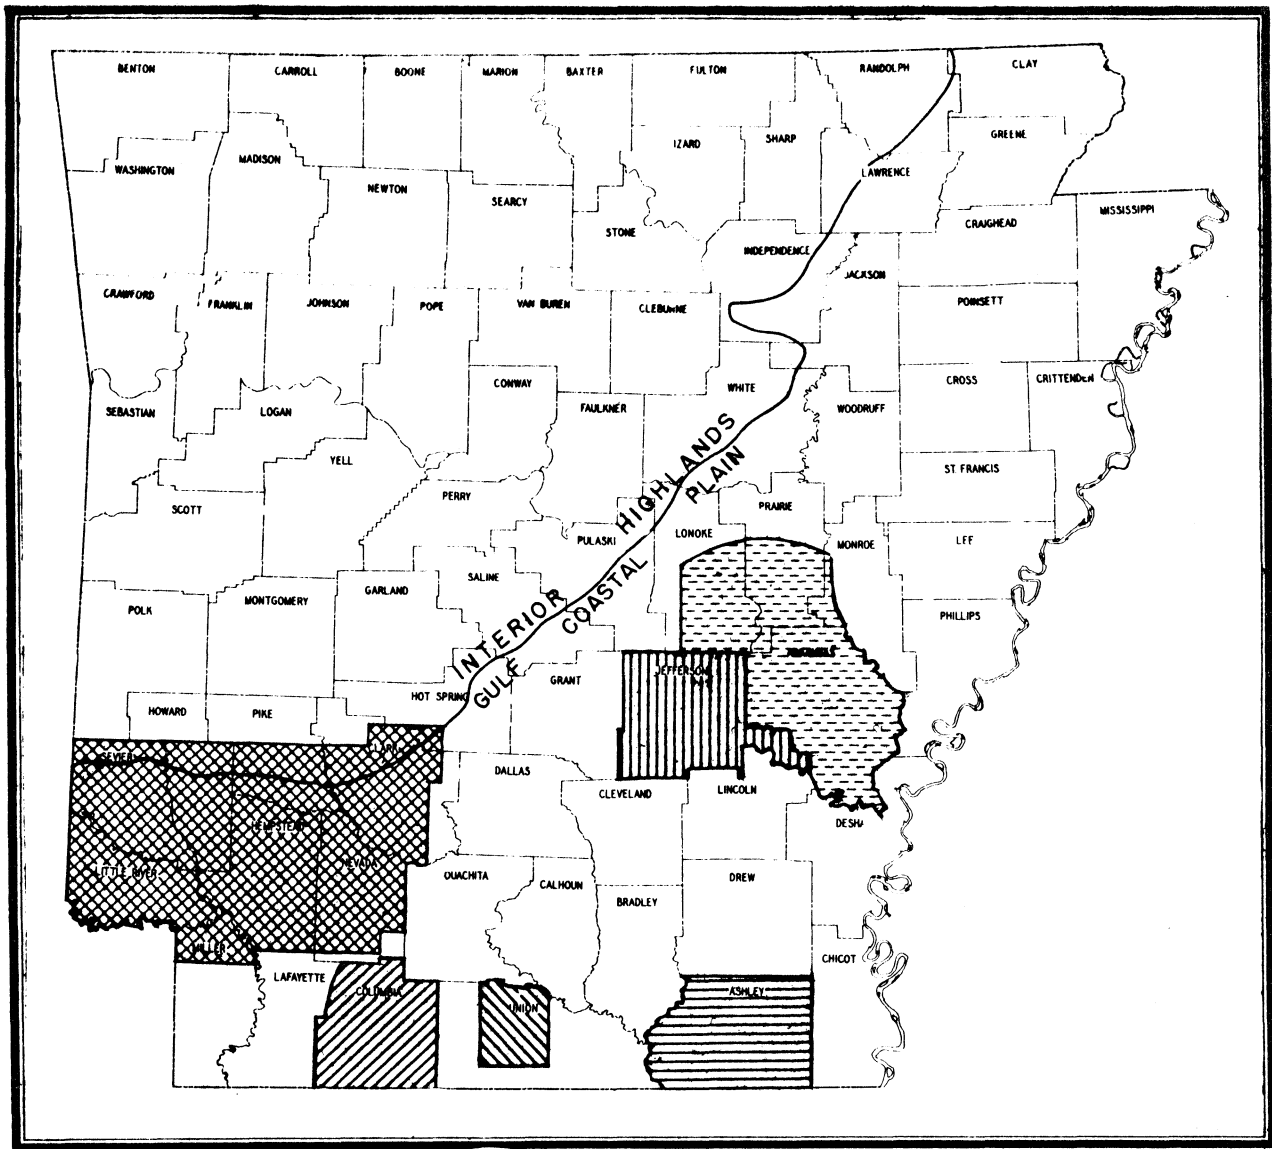 BENTON
CARROLL
BOONE
MARION
BAXTER
FULTON
RANDOLPH
CLAY
WASHINGTON
MADISON
NEWTON
SEARCY
STONE
IZARD
SHARP
LAWRENCE
GREENE
INDEPENDENCE
CRAIGHEAD
MISSISSIPPI
CRAWFORD
FRANKLIN
JOHNSON
POPE
VAN BUREN
CLEBURNE
JACKSON
POINSETT
SEBASTIAN
LOGAN
CONWAY
FAULKNER
WHITE
WOODRUFF
CROSS
CRITTENDEN
YELL
ST. FRANCIS
SCOTT
PERRY
PULASKI
LONOKE
PRAIRIE
MONROE
LEE
INTERIOR HIGHLANDS
GULF COASTAL PLAIN
POLK
MONTGOMERY
GARLAND
SALINE
PHILLIPS
HOWARD
PIKE
HOT SPRING
GRANT
JEFFERSON
SEVIER
CLARK
DALLAS
CLEVELAND
LINCOLN
DESHA
LITTLE RIVER
HEMPSTEAD
NEVADA
OUACHITA
CALHOUN
BRADLEY
DREW
MILLER
LAFAYETTE
COLUMBIA
UNION
ASHLEY
CHICOT